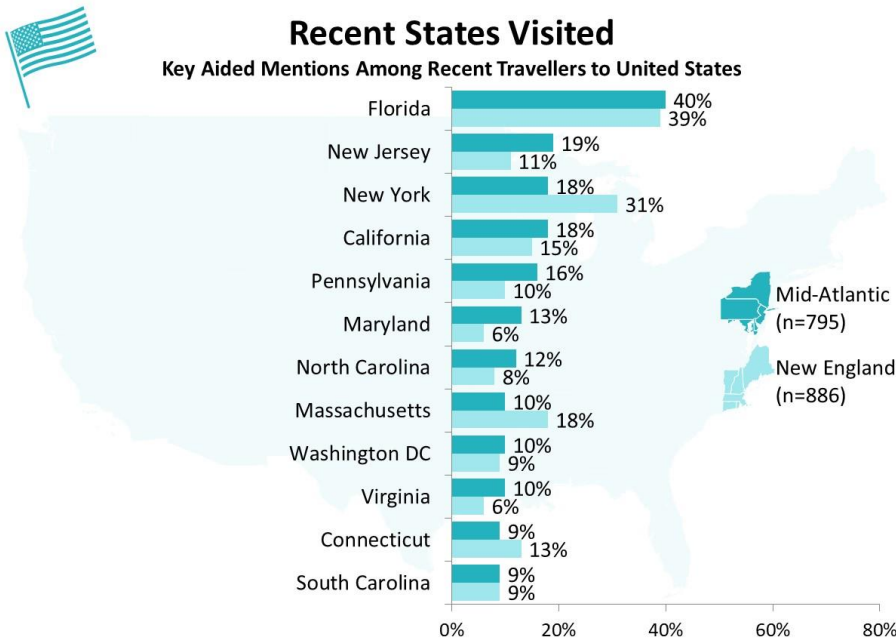 Recent States Visited
Key Aided Mentions Among Recent Travellers to United States
Florida
40%
39%
New Jersey
19%
11%
New York
18%
31%
California
18%
15%
Pennsylvania
16%
10%
Maryland
13%
6%
North Carolina
12%
8%
Massachusetts
10%
18%
Washington DC
10%
9%
Virginia
10%
6%
Connecticut
9%
13%
South Carolina
9%
9%
Mid-Atlantic
(n=795)
New England
(n=886)
0% 20% 40% 60% 80%